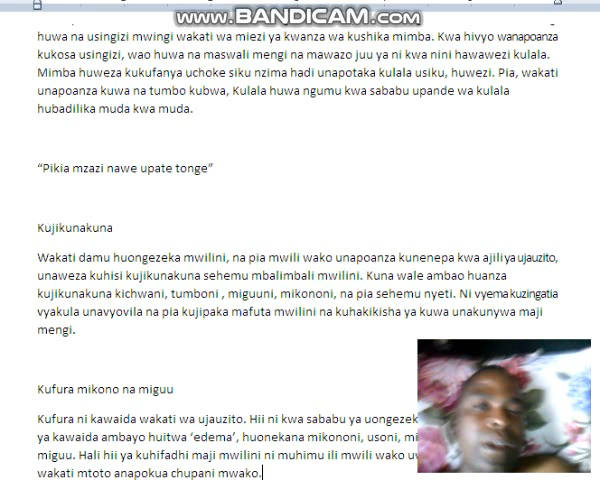 www.BANDICAM.com
huwa na usingizi mwingi wakati wa miezi ya kwanza wa kushika mimba. Kwa hivyo wanapoanza
kukosa usingizi, wao huwa na maswali mengi na mawazo juu ya ni kwa nini hawawezi kulala.
Mimba huweza kukufanya uchoke siku nzima hadi unapotaka kulala usiku, huwezi. Pia, wakati
unapoanza kuwa na tumbo kubwa, Kulala huwa ngumu kwa sababu upande wa kulala
hubadilika muda kwa muda.
“Pikia mzazi nawe upate tonge”
Kujikunakuna
Wakati damu huongezeka mwilini, na pia mwili wako unapoanza kunenepa kwa ajili ya ujauzito,
unaweza kuhisi kujikunakuna sehemu mbalimbali mwilini. Kuna wale ambao huanza
kujikunakuna kichwani, tumboni , miguuni, mikononi, na pia sehemu nyeti. Ni vyema kuzingatia
vyakula unavyovila na pia kujipaka mafuta mwilini na kuhakikisha ya kuwa unakunywa maji
mengi.
Kufura mikono na miguu
Kufura ni kawaida wakati wa ujauzito. Hii ni kwa sababu ya uongezek
ya kawaida ambayo huitwa ‘edema’, huonekana mikononi, usoni, mi
miguu. Hali hii ya kuhifadhi maji mwilini ni muhimu ili mwili wako uw
wakati mtoto anapokua chupani mwako.